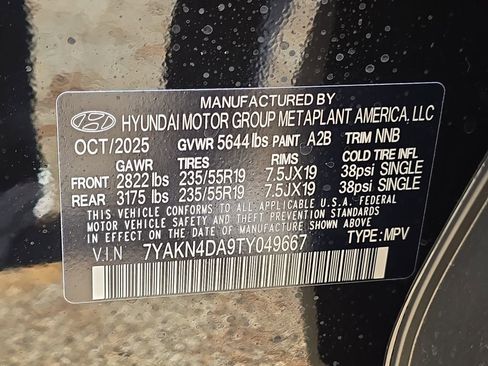 MANUFACTURED BY
HYUNDAI MOTOR GROUP METAPLANT AMERICA, LLC
OCT/2025 GVWR 5644 lbs PAINT A2B TRIM NNB
GAWR TIRES RIMS COLD TIRE INFL
FRONT 2822 lbs 235/55R19 7.5JX19 38psi SINGLE
REAR 3175 lbs 235/55R19 7.5JX19 38psi SINGLE
THIS VEHICLE CONFORMS TO ALL APPLICABLE U.S.A. FEDERAL
MOTOR VEHICLE SAFETY AND THEFT PREVENTION STANDARDS
IN EFFECT ON THE DATE OF MANUFACTURE SHOWN ABOVE
V.I.N 7YAKN4DA9TY049667 TYPE: MPV